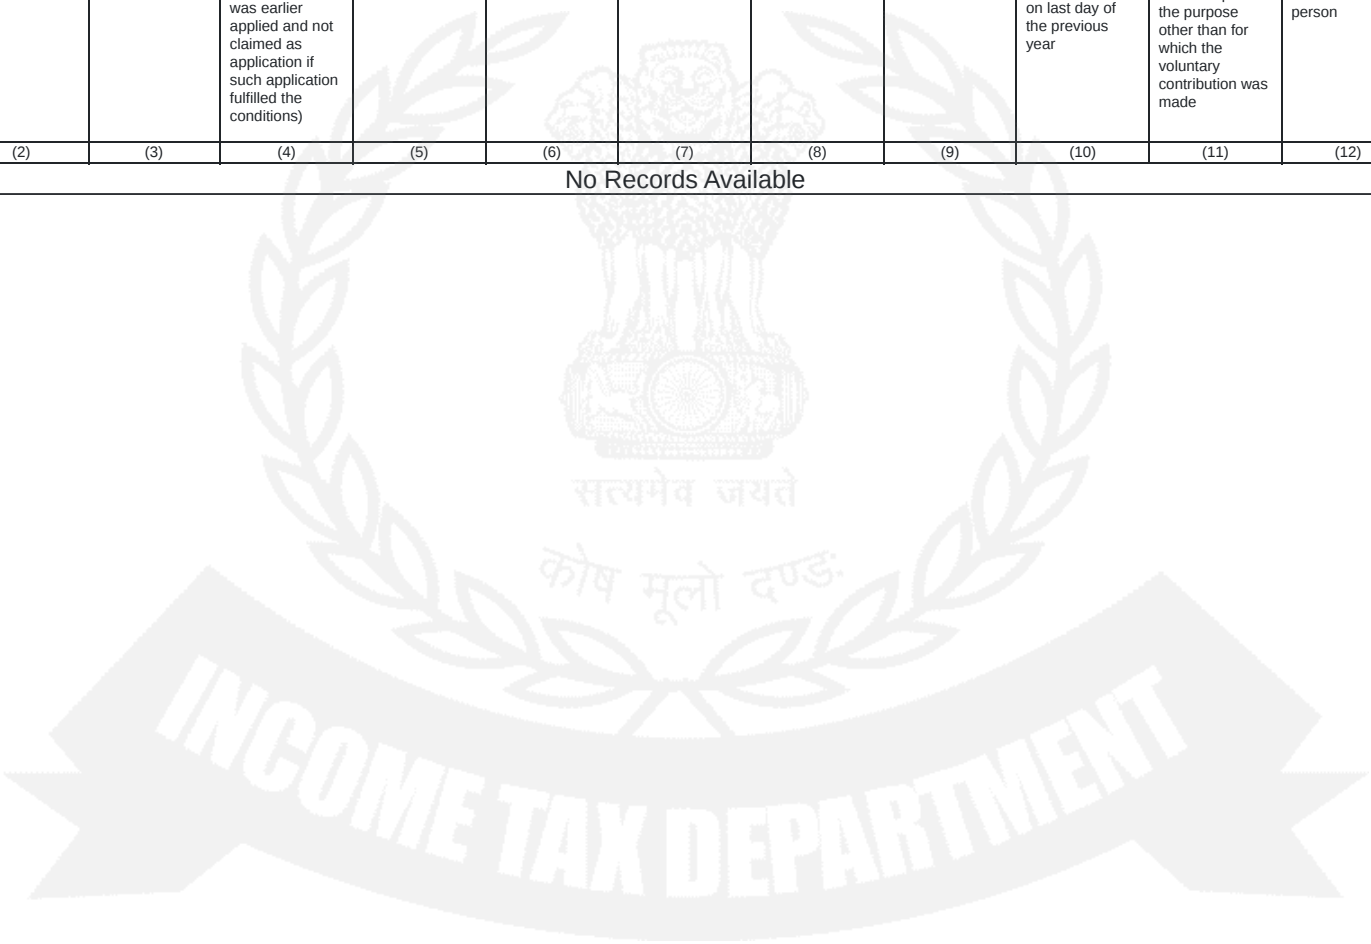 was earlier
applied and not
claimed as
application if
such application
fulfilled the
conditions)
on last day of
the previous
year
the purpose
other than for
which the
voluntary
contribution was
made
person
(2) (3) (4) (5) (6) (7) (8) (9) (10) (11) (12)
No Records Available
सत्यमेव जयते
कोष मूलो दण्डः
INCOME TAX DEPARTMENT